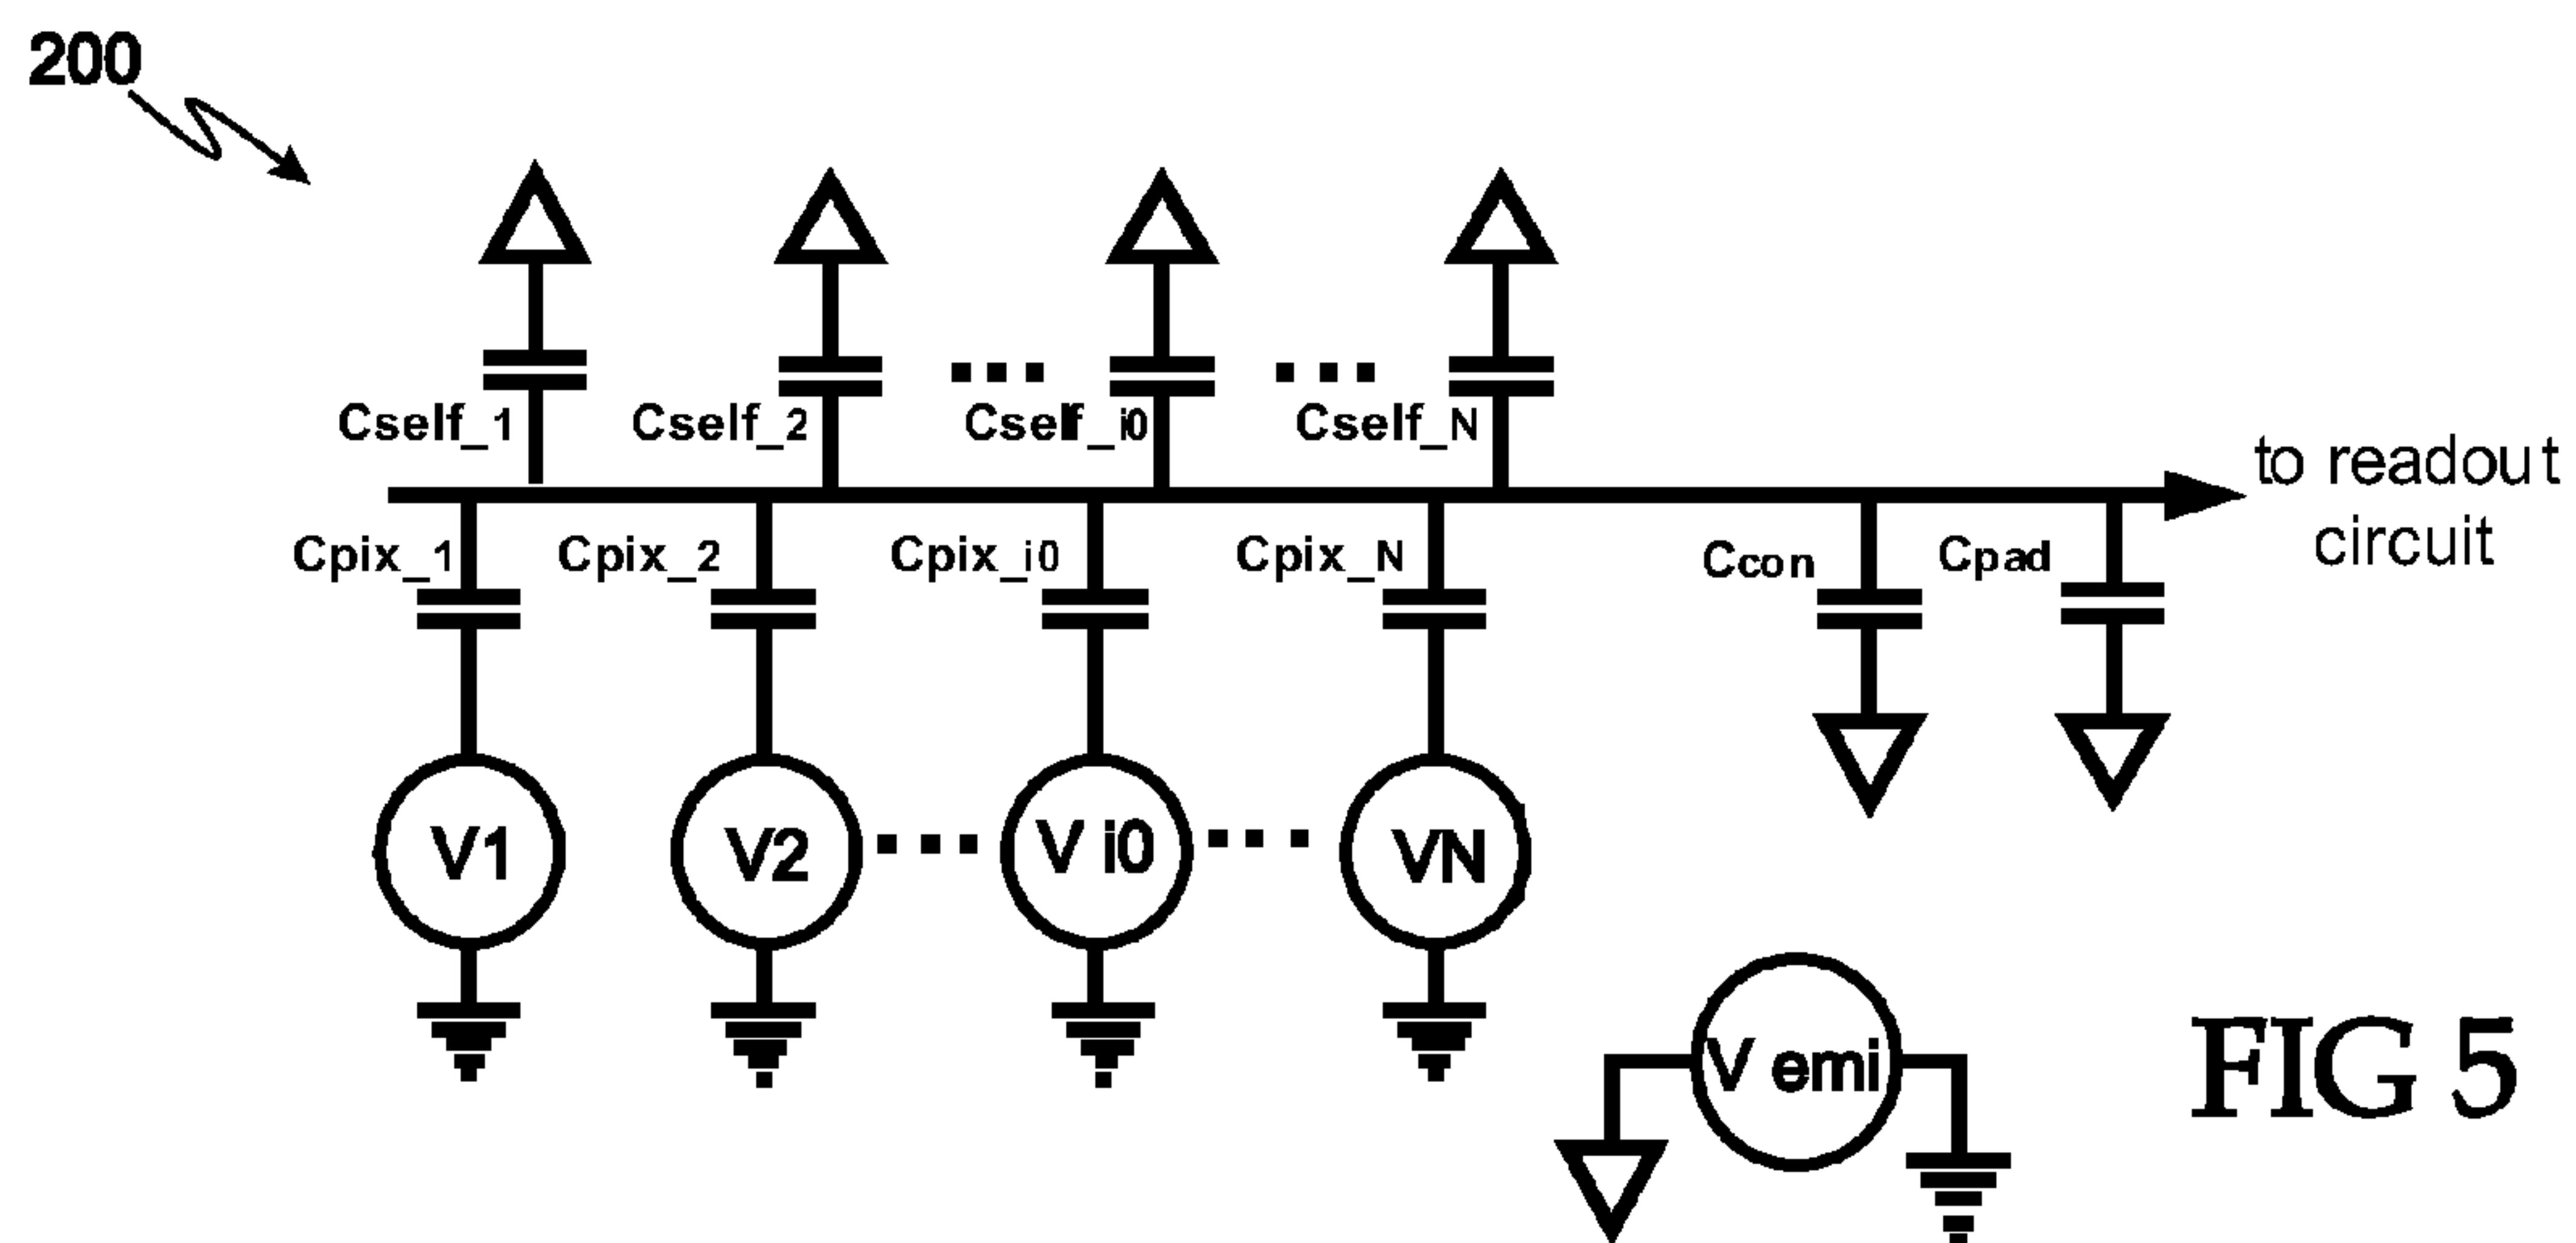 200
Cself_1
Cself_2
Cself_i0
Cself_N
to readout
circuit
Cpix_1
Cpix_2
Cpix_i0
Cpix_N
Ccon
Cpad
V1
V2
V i0
VN
V emi
FIG 5